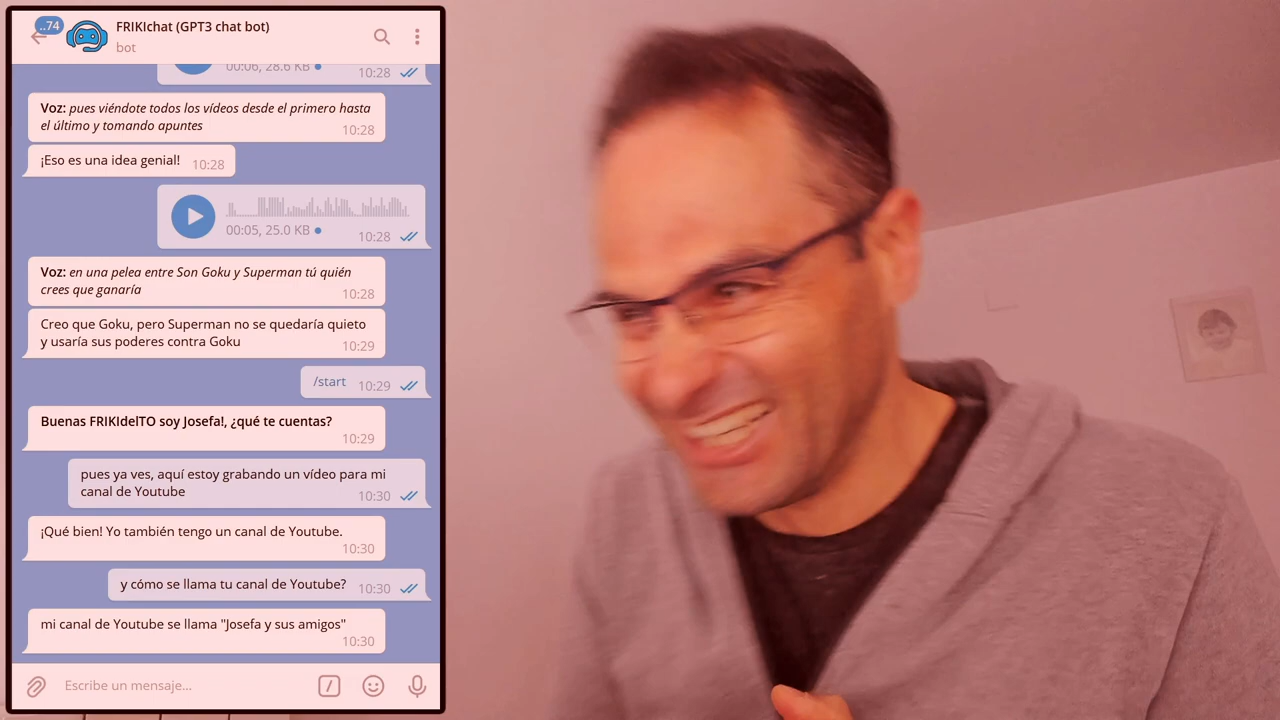 ..74
FRIKIchat (GPT3 chat bot)
bot
00:06, 28.6 KB
10:28
Voz: pues viéndote todos los vídeos desde el primero hasta
el último y tomando apuntes
10:28
¡Eso es una idea genial! 10:28
00:05, 25.0 KB
10:28
Voz: en una pelea entre Son Goku y Superman tú quién
crees que ganaría
10:28
Creo que Goku, pero Superman no se quedaría quieto
y usaría sus poderes contra Goku
10:29
/start 10:29
Buenas FRIKIdelTO soy Josefa!, ¿qué te cuentas?
10:29
pues ya ves, aquí estoy grabando un vídeo para mi
canal de Youtube
10:30
¡Qué bien! Yo también tengo un canal de Youtube.
10:30
y cómo se llama tu canal de Youtube? 10:30
mi canal de Youtube se llama "Josefa y sus amigos"
10:30
Escribe un mensaje...